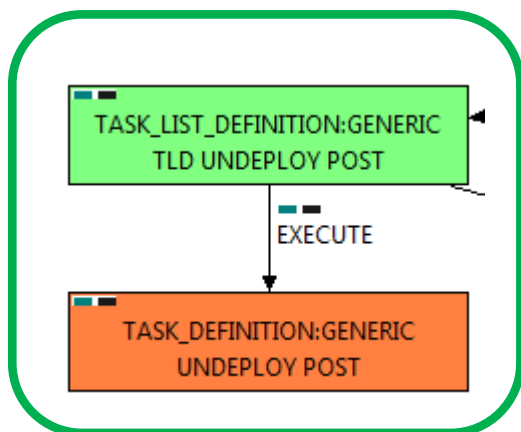 TASK_LIST_DEFINITION:GENERIC
TLD UNDEPLOY POST
EXECUTE
TASK_DEFINITION:GENERIC
UNDEPLOY POST